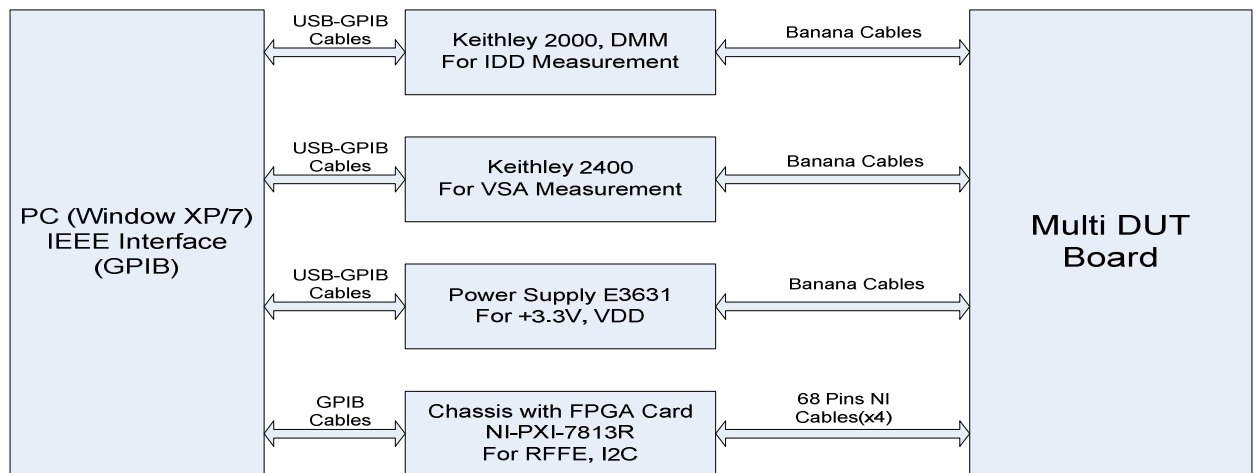 PC (Window XP/7)
IEEE Interface
(GPIB)
USB-GPIB
Cables
Keithley 2000, DMM
For IDD Measurement
Banana Cables
USB-GPIB
Cables
Keithley 2400
For VSA Measurement
Banana Cables
USB-GPIB
Cables
Power Supply E3631
For +3.3V, VDD
Banana Cables
GPIB
Cables
Chassis with FPGA Card
NI-PXI-7813R
For RFFE, I2C
68 Pins NI
Cables(x4)
Multi DUT
Board